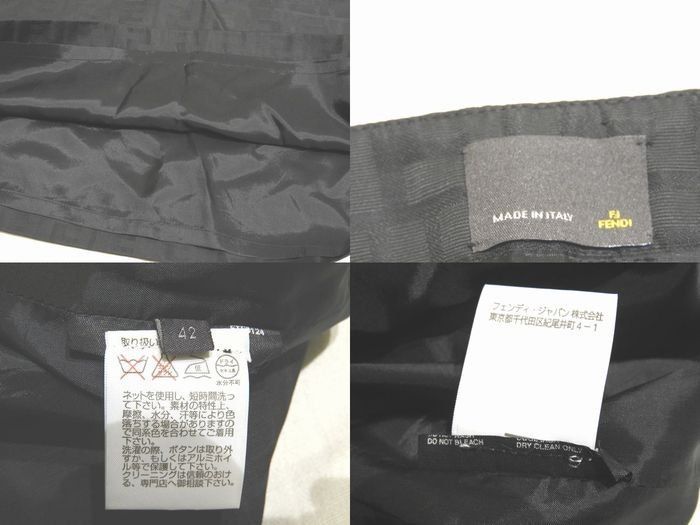 MADE IN ITALY
FENDI
42
取り扱い
ドライ
水分不可
ネットを使用し、短時間洗っ
て下さい。素材の特性上、
摩擦、水分、汗等により色
落ちする場合がありますの
で同系色を合わせてご着用
下さい。
洗濯の際、ボタンは取り外
すか、もしくはアルミホ
イル等で保護して下さい。
クリーニングは信頼のおけ
る、専門店へ御相談下さい。
フェンディ・ジャパン株式会社
東京都千代田区紀尾井町4-1
DO NOT BLEACH
DRY CLEAN ONLY